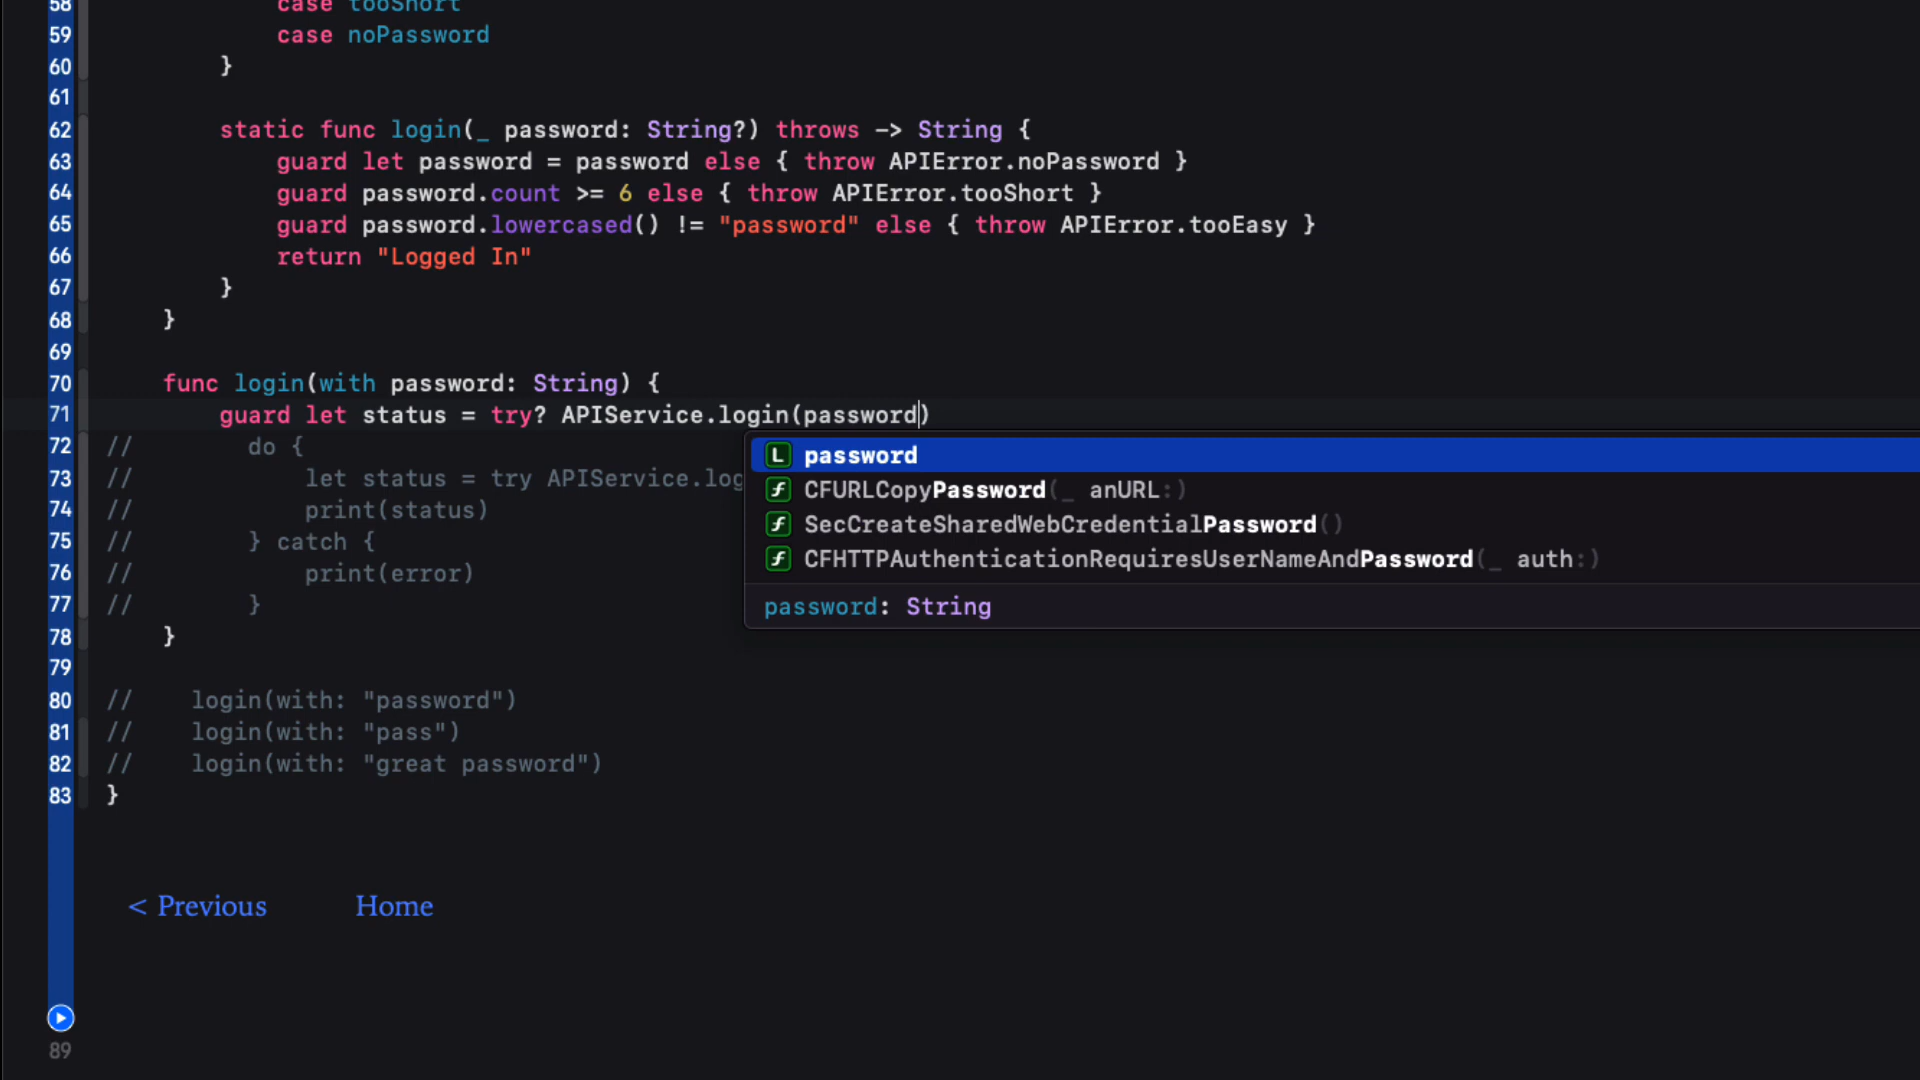 58 case tooShort
59 case noPassword
60 }
61
62 static func login(_ password: String?) throws -> String {
63 guard let password = password else { throw APIError.noPassword }
64 guard password.count >= 6 else { throw APIError.tooShort }
65 guard password.lowercased() != "password" else { throw APIError.tooEasy }
66 return "Logged In"
67 }
68 }
69
70 func login(with password: String) {
71 guard let status = try? APIService.login(password)
72 // do {
73 // let status = try APIService.log
74 // print(status)
75 // } catch {
76 // print(error)
77 // }
78 }
79
80 // login(with: "password")
81 // login(with: "pass")
82 // login(with: "great password")
83 }
L password
f CFURLCopyPassword(_ anURL:)
f SecCreateSharedWebCredentialPassword()
f CFHTTPAuthenticationRequiresUserNameAndPassword(_ auth:)
password: String
< Previous Home
89